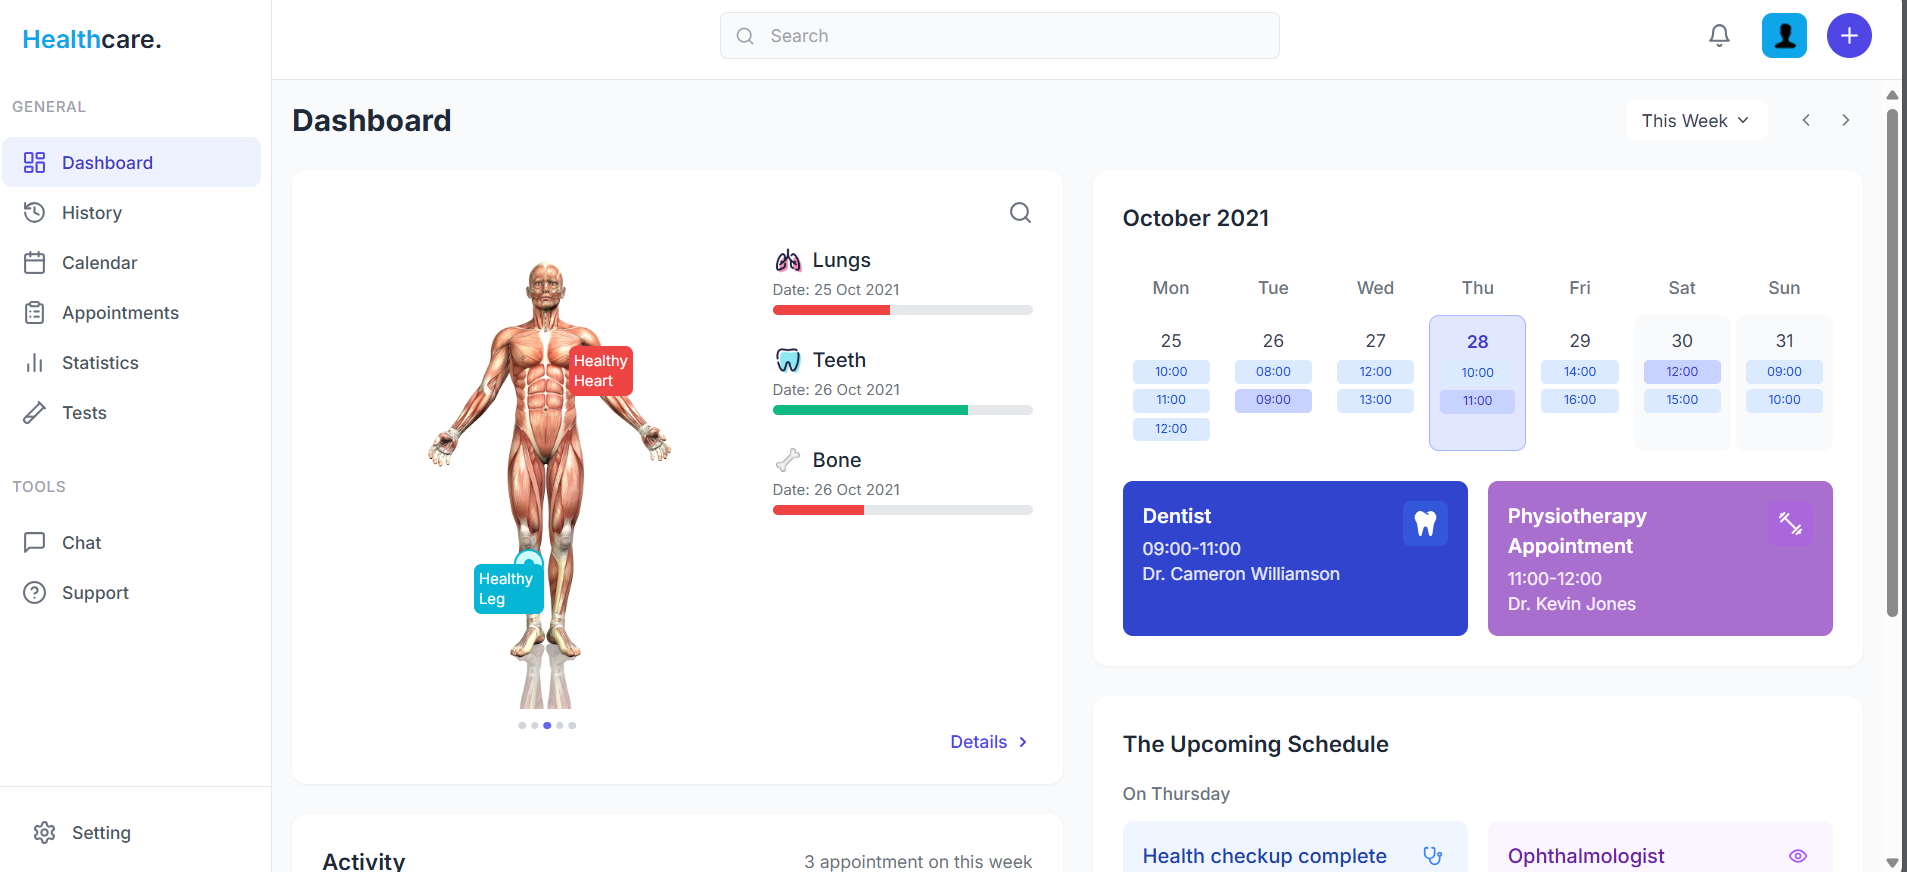 Healthcare.
Search
GENERAL
Dashboard
History
Calendar
Appointments
Statistics
Tests
TOOLS
Chat
Support
Setting
Dashboard
This Week
Healthy
Heart
Healthy
Leg
Lungs
Date: 25 Oct 2021
Teeth
Date: 26 Oct 2021
Bone
Date: 26 Oct 2021
Details
October 2021
Mon Tue Wed Thu Fri Sat Sun
25 26 27 28 29 30 31
10:00 08:00 12:00 10:00 14:00 12:00 09:00
11:00 09:00 13:00 11:00 16:00 15:00 10:00
12:00
Dentist
09:00-11:00
Dr. Cameron Williamson
Physiotherapy
Appointment
11:00-12:00
Dr. Kevin Jones
The Upcoming Schedule
On Thursday
Health checkup complete
Ophthalmologist
Activity
3 appointment on this week